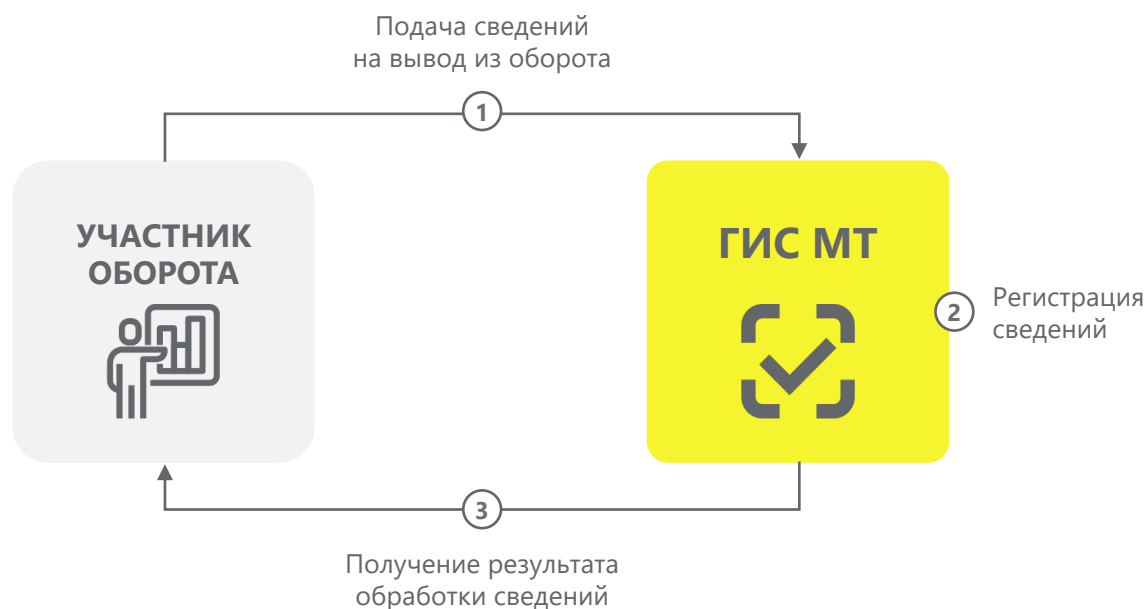 Подача сведений
на вывод из оборота
1
УЧАСТНИК
ОБОРОТА
ГИС МТ
2
Регистрация
сведений
3
Получение результата
обработки сведений